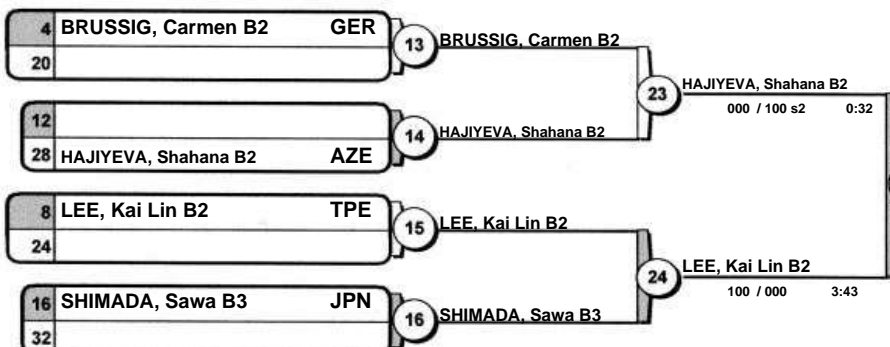 4 BRUSSIG, Carmen B2 GER
20
13 BRUSSIG, Carmen B2
12
28 HAJIYEVA, Shahana B2 AZE
14 HAJIYEVA, Shahana B2
23 HAJIYEVA, Shahana B2
000 / 100 s2 0:32
8 LEE, Kai Lin B2 TPE
24
15 LEE, Kai Lin B2
16 SHIMADA, Sawa B3 JPN
32
16 SHIMADA, Sawa B3
24 LEE, Kai Lin B2
100 / 000 3:43